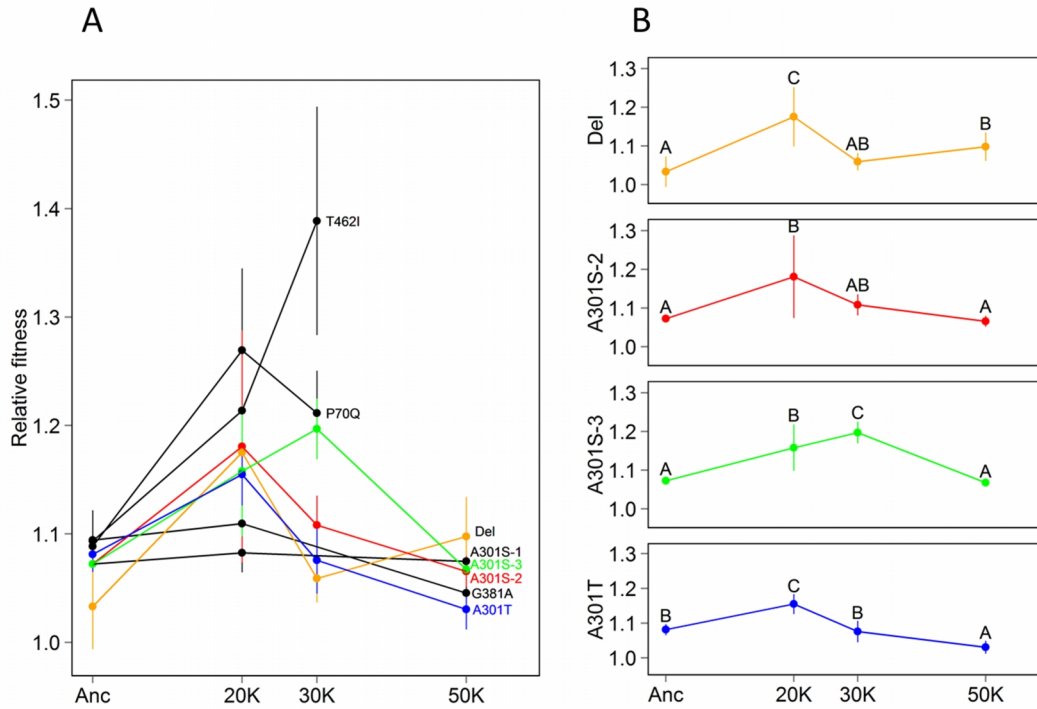 A
Relative fitness
1.5
1.4
1.3
1.2
1.1
1.0
T462I
P70Q
Del
A301S-1
A301S-3
A301S-2
G381A
A301T
Anc
20K
30K
50K
B
Del
1.3
1.2
1.1
1.0
A
C
AB
B
A301S-2
1.3
1.2
1.1
1.0
A
B
AB
A
A301S-3
1.3
1.2
1.1
1.0
A
B
C
A
A301T
1.3
1.2
1.1
1.0
B
C
B
A
Anc
20K
30K
50K